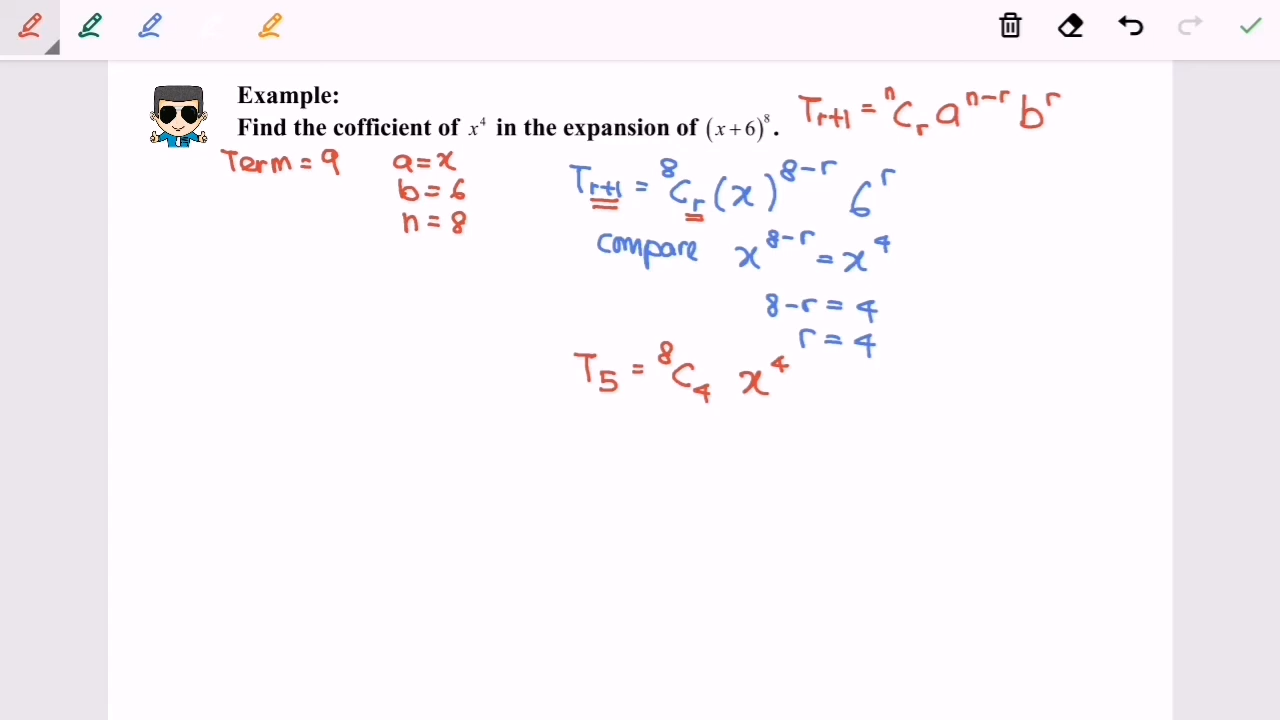 Example:
Find the cofficient of x⁴ in the expansion of (x+6)⁸.
Tᵣ₊₁ = ⁿCᵣ aⁿ⁻ʳ bʳ
Term = 9
a = x
b = 6
n = 8
Tᵣ₊₁ = ⁸Cᵣ (x)⁸⁻ʳ 6ʳ
compare x⁸⁻ʳ = x⁴
8-r = 4
r = 4
T₅ = ⁸C₄ x⁴